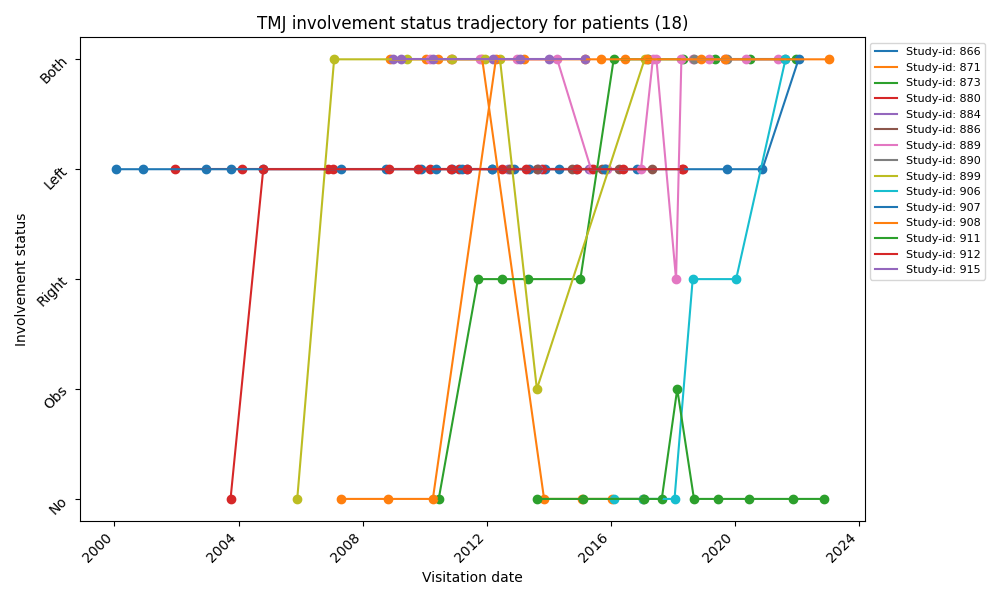 TMJ involvement status tradjectory for patients (18)
Involvement status
Both
Left
Right
Obs
No
2000
2004
2008
2012
2016
2020
2024
Visitation date
Study-id: 866
Study-id: 871
Study-id: 873
Study-id: 880
Study-id: 884
Study-id: 886
Study-id: 889
Study-id: 890
Study-id: 899
Study-id: 906
Study-id: 907
Study-id: 908
Study-id: 911
Study-id: 912
Study-id: 915